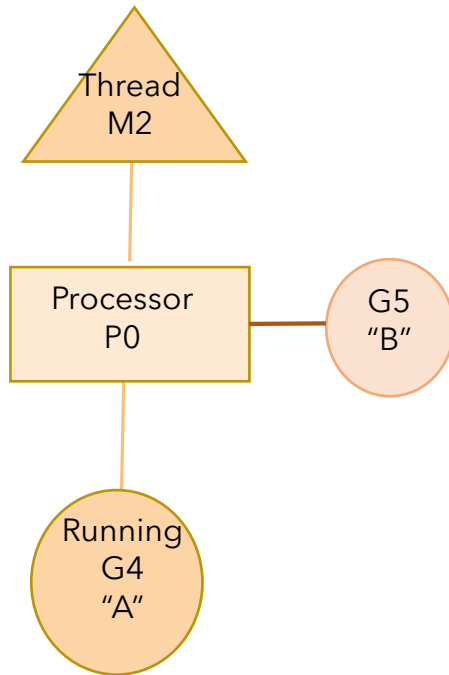 Thread
M2
Processor
P0
G5
“B”
Running
G4
“A”